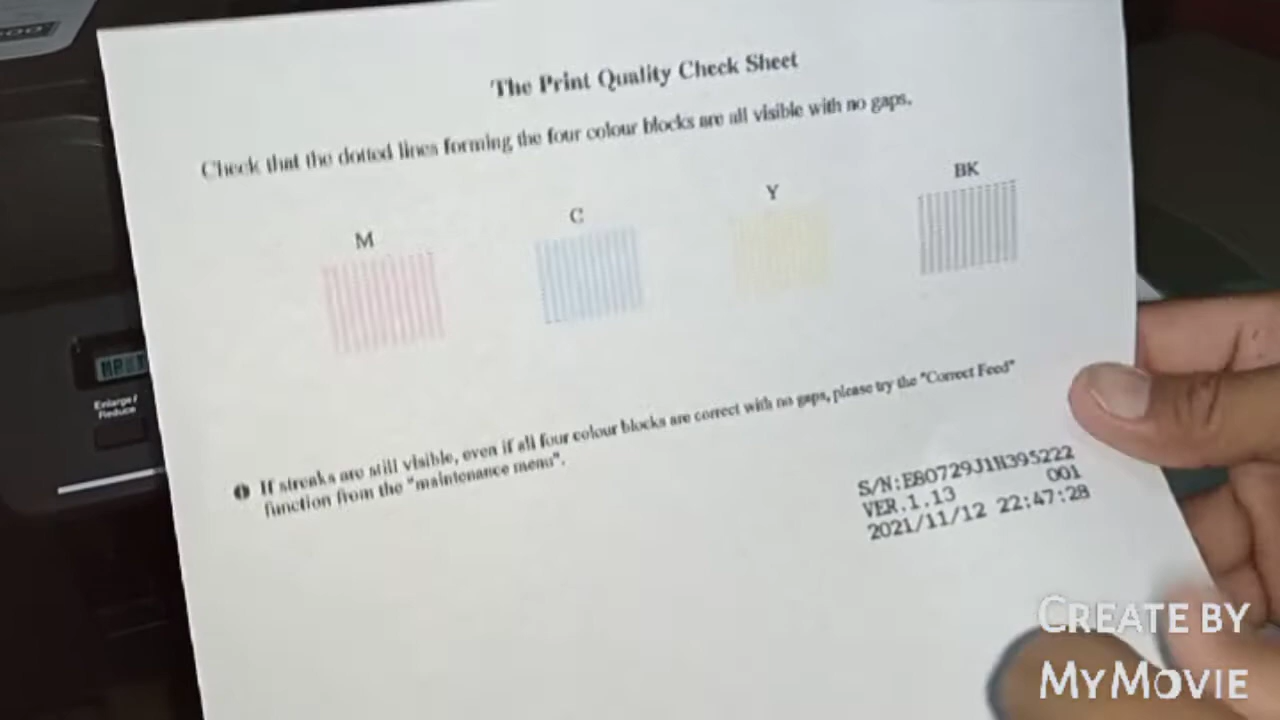 The Print Quality Check Sheet
Check that the dotted lines forming the four colour blocks are all visible with no gaps.
M
C
Y
BK
If streaks are still visible, even if all four colour blocks are correct with no gaps, please try the "Correct Feed"
function from the "maintenance menu".
S/N:E80729J1H395222
VER.1.13 001
2021/11/12 22:47:28
Enlarge/
Reduce
CREATE BY
MYMOVIE